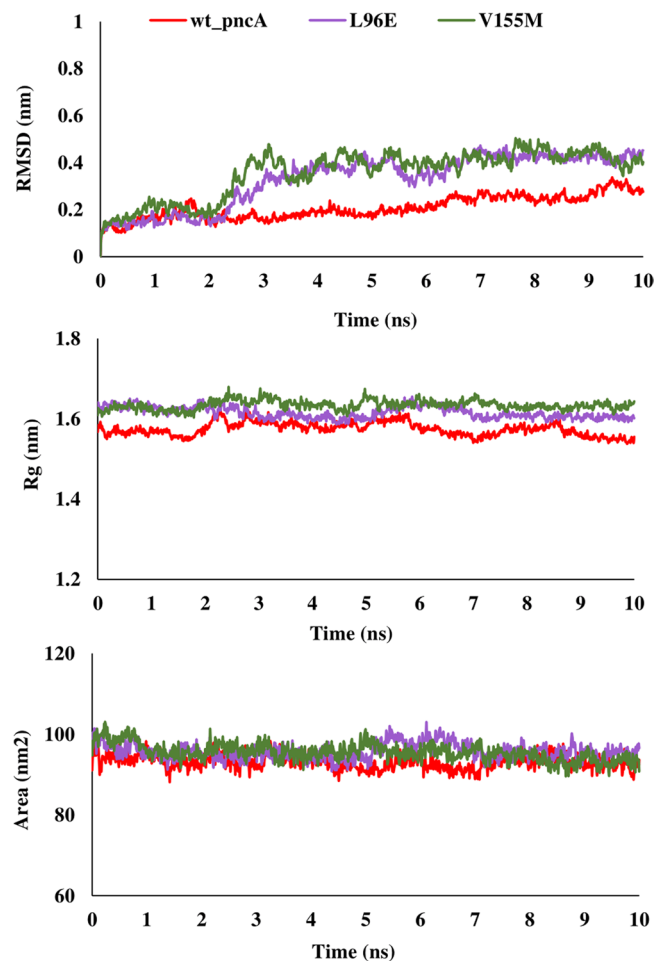 wt_pncA L96E V155M
1
0.8
0.6
0.4
0.2
0
RMSD (nm)
0 1 2 3 4 5 6 7 8 9 10
Time (ns)
1.8
1.6
1.4
1.2
Rg (nm)
0 1 2 3 4 5 6 7 8 9 10
Time (ns)
120
100
80
60
Area (nm2)
0 1 2 3 4 5 6 7 8 9 10
Time (ns)